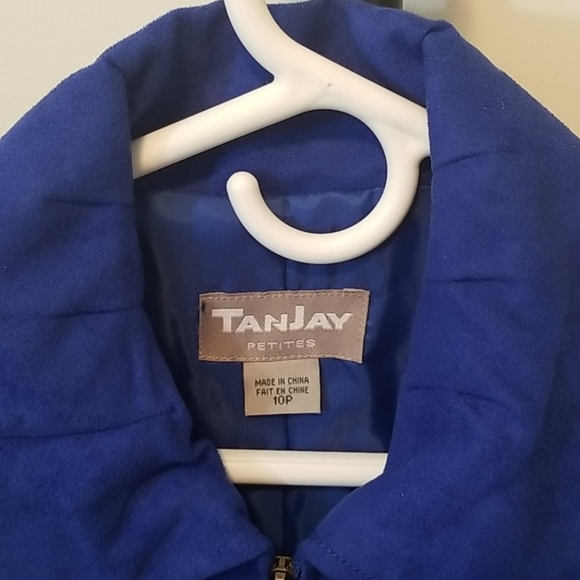 TANJAY
PETITES
MADE IN CHINA
FAIT EN CHINE
10P